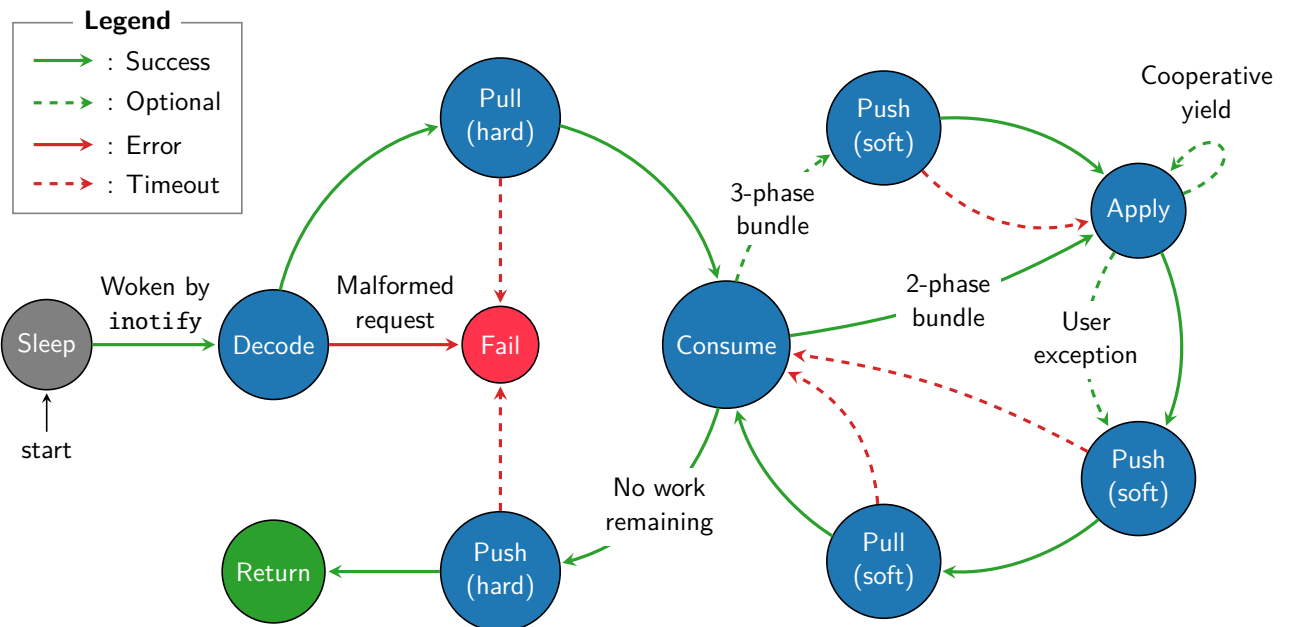 Legend
: Success
: Optional
: Error
: Timeout
Pull
(hard)
Push
(soft)
Cooperative
yield
3-phase
bundle
Apply
Woken by
inotify
Malformed
request
2-phase
bundle
Sleep
Decode
Fail
Consume
User
exception
start
Push
(soft)
No work
remaining
Return
Push
(hard)
Pull
(soft)